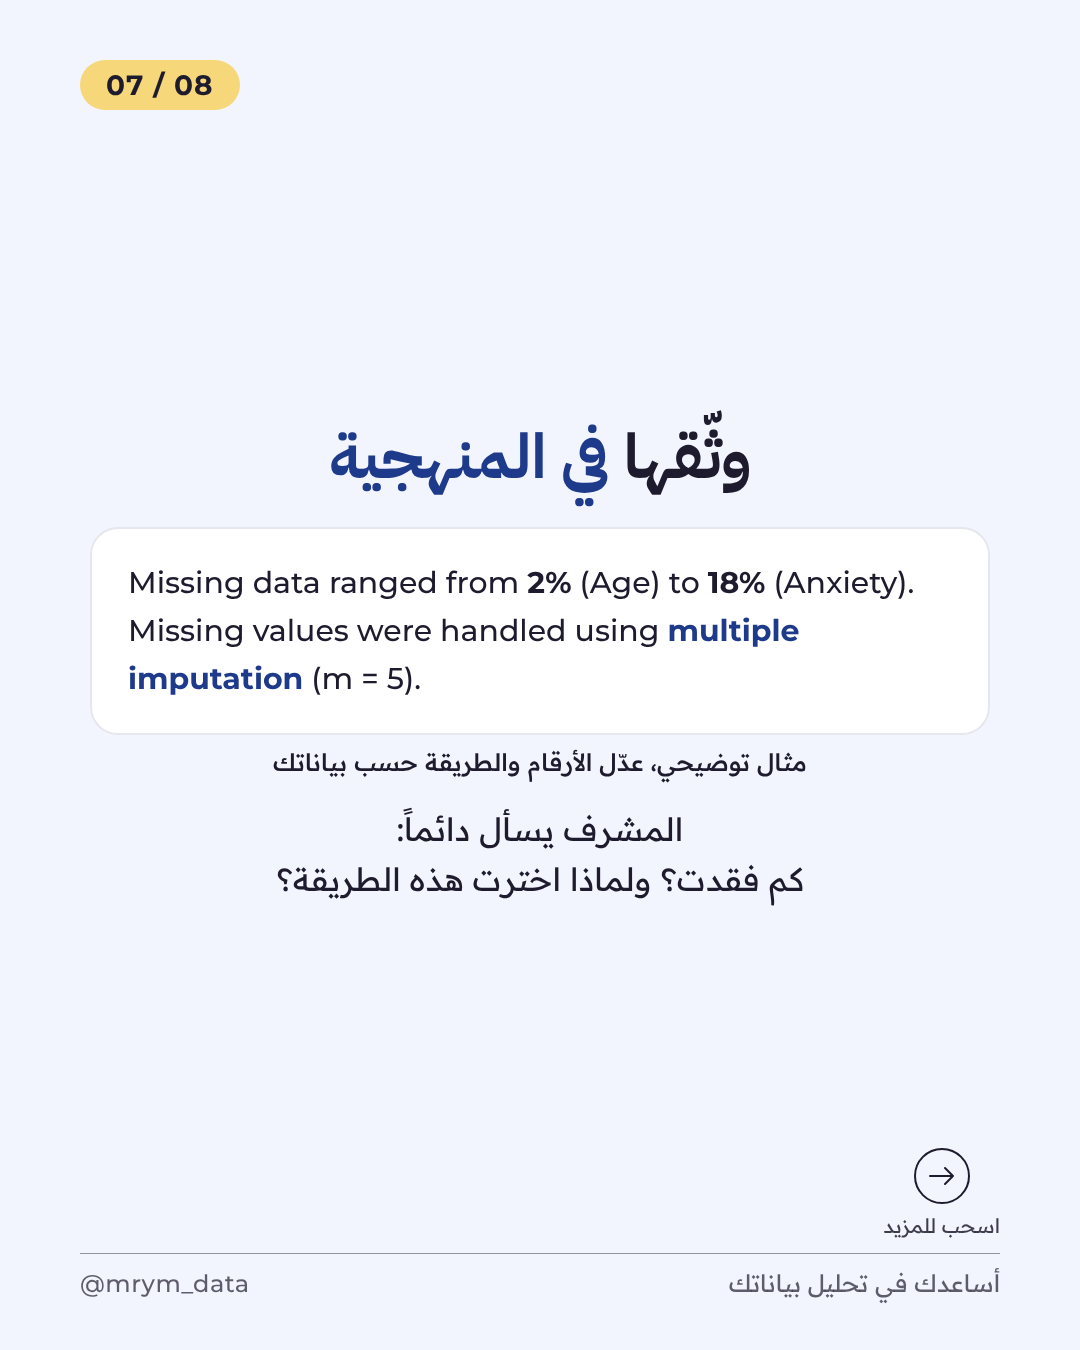 07 / 08
وثّقها في المنهجية
Missing data ranged from 2% (Age) to 18% (Anxiety).
Missing values were handled using multiple
imputation (m = 5).
مثال توضيحي، عدّل الأرقام والطريقة حسب بياناتك
المشرف يسأل دائماً:
كم فقدت؟ ولماذا اخترت هذه الطريقة؟
اسحب للمزيد
@mrym_data
أساعدك في تحليل بياناتك